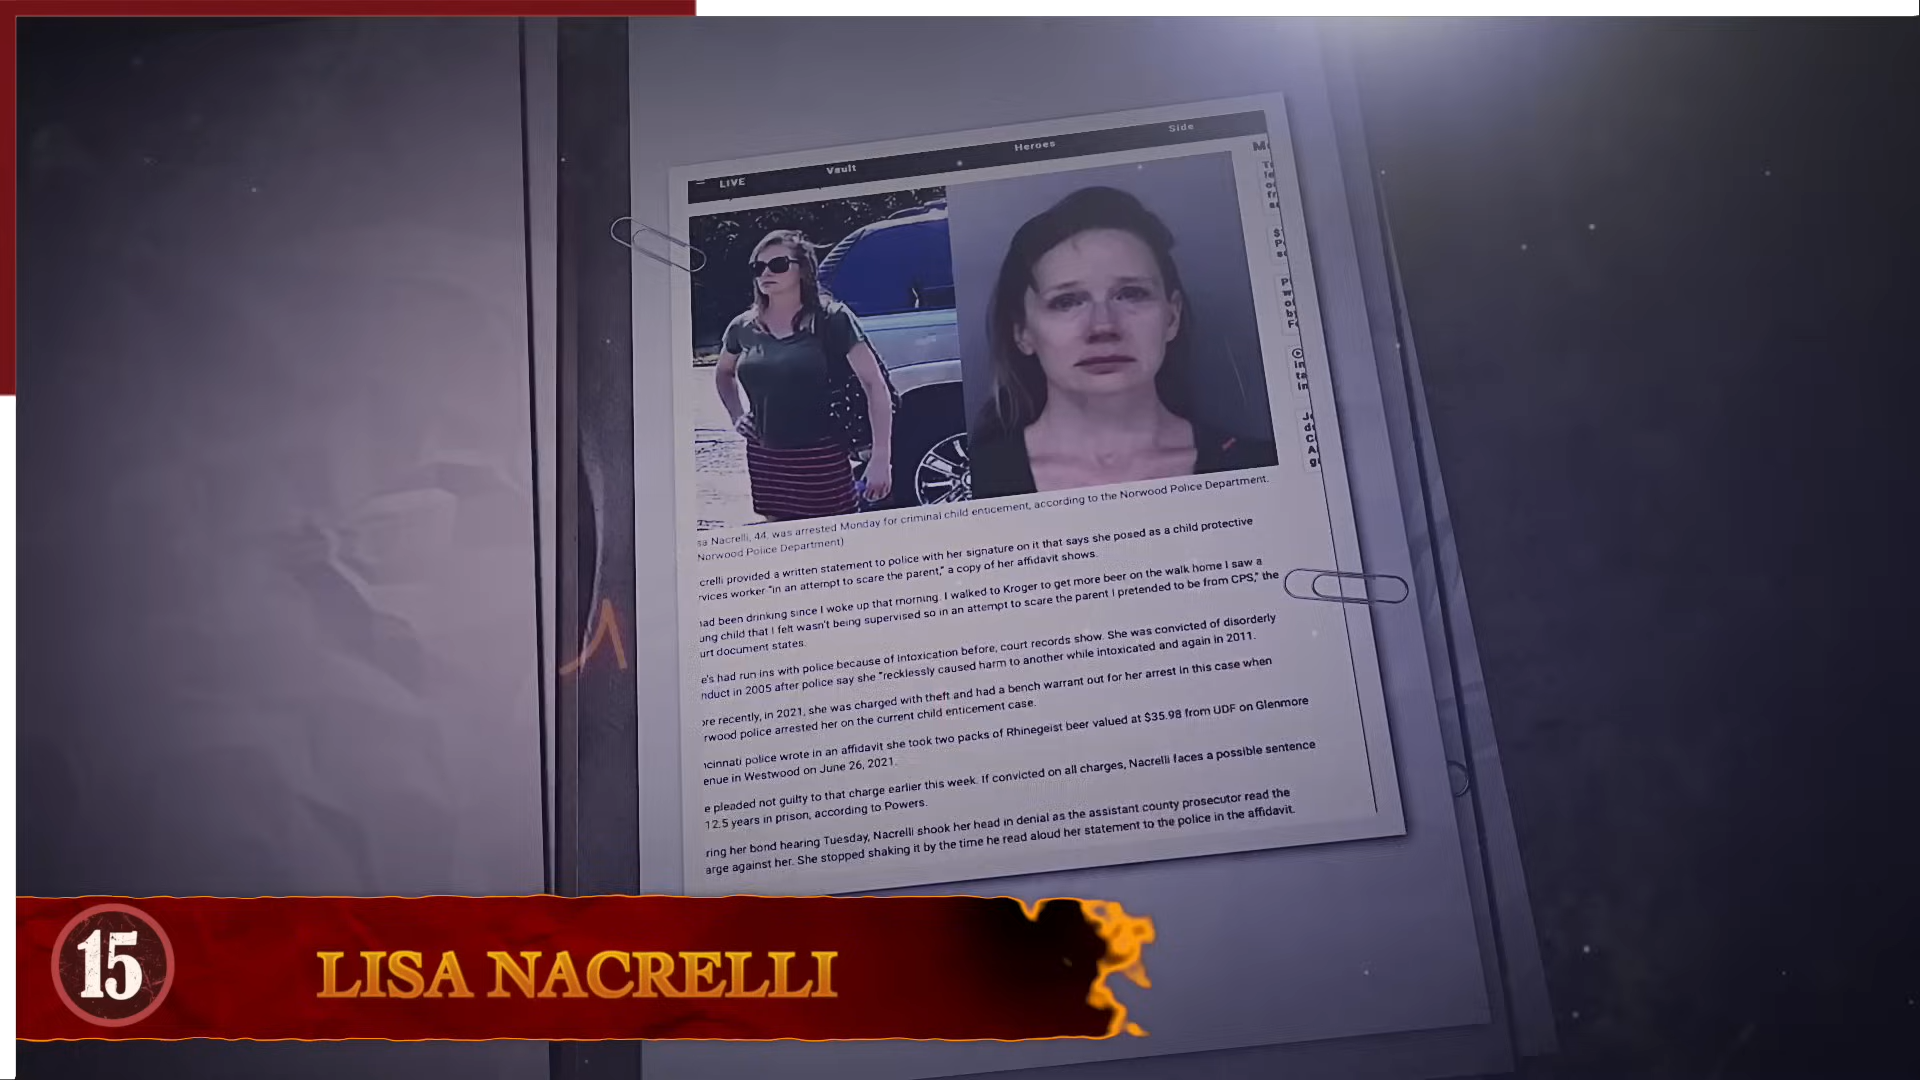 LIVE
Vault
Heroes
Side
sa Nacrelli, 44, was arrested Monday for criminal child enticement, according to the Norwood Police Department.
Norwood Police Department)
crelli provided a written statement to police with her signature on it that says she posed as a child protective
rvices worker "in an attempt to scare the parent," a copy of her affidavit shows.
had been drinking since I woke up that morning. I walked to Kroger to get more beer on the walk home I saw a
ung child that I felt wasn't being supervised so in an attempt to scare the parent I pretended to be from CPS," the
urt document states.
e's had run ins with police because of intoxication before, court records show. She was convicted of disorderly
nduct in 2005 after police say she "recklessly caused harm to another while intoxicated and again in 2011.
ore recently, in 2021, she was charged with theft and had a bench warrant out for her arrest in this case when
rwood police arrested her on the current child enticement case.
ncinnati police wrote in an affidavit she took two packs of Rhinegeist beer valued at $35.98 from UDF on Glenmore
enue in Westwood on June 26, 2021.
e pleaded not guilty to that charge earlier this week. If convicted on all charges, Nacrelli faces a possible sentence
12.5 years in prison, according to Powers.
ring her bond hearing Tuesday, Nacrelli shook her head in denial as the assistant county prosecutor read the
arge against her. She stopped shaking it by the time he read aloud her statement to the police in the affidavit.
15
LISA NACRELLI